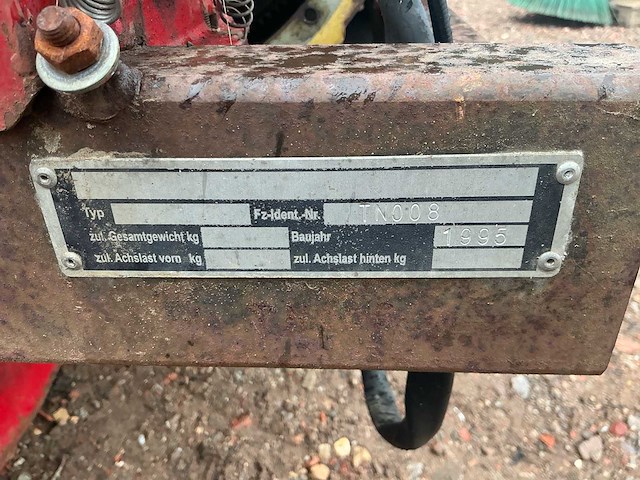 Typ Fz-Ident.-Nr. TN008
zul. Gesamtgewicht kg Baujahr 1995
zul. Achslast vorn kg zul. Achslast hinten kg